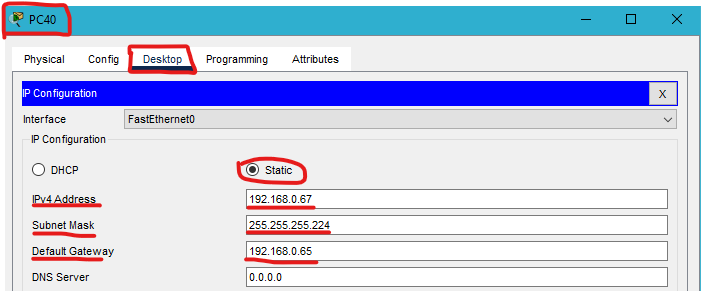 PC40
Physical Config Desktop Programming Attributes
IP Configuration X
Interface FastEthernet0
IP Configuration
DHCP Static
IPv4 Address 192.168.0.67
Subnet Mask 255.255.255.224
Default Gateway 192.168.0.65
DNS Server 0.0.0.0